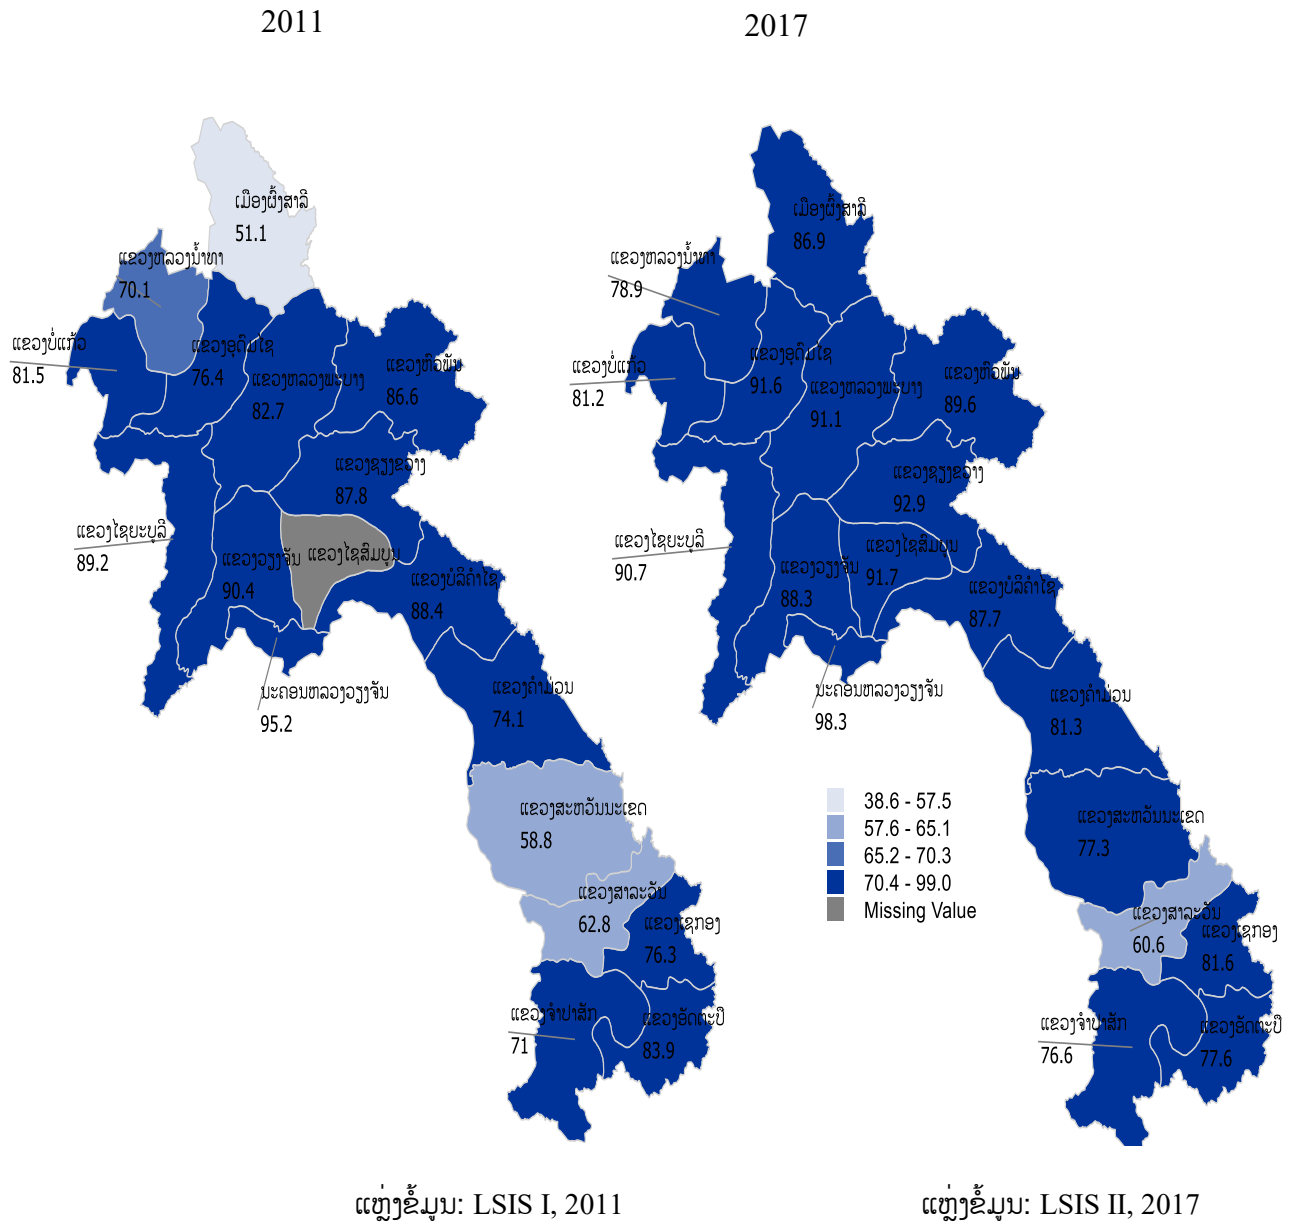 2011
ເມືອງຜົ້ງສາລີ
51.1
ແຂວງຫລວງນ້ຳທາ
70.1
ແຂວງບໍ່ແກ້ວ
81.5
ແຂວງອຸດົມໄຊ
76.4
ແຂວງຫລວງພະບາງ
82.7
ແຂວງຫົວພັນ
86.6
ແຂວງຊຽງຂວາງ
87.8
ແຂວງໄຊຍະບູລີ
89.2
ແຂວງວຽງຈັນ
90.4
ແຂວງໄຊສົມບູນ
ແຂວງບໍລິຄຳໄຊ
88.4
ນະຄອນຫລວງວຽງຈັນ
95.2
ແຂວງຄຳມ່ວນ
74.1
ແຂວງສະຫວັນນະເຂດ
58.8
ແຂວງສາລະວັນ
62.8
ແຂວງເຊກອງ
76.3
ແຂວງຈຳປາສັກ
71
ແຂວງອັດຕະປື
83.9
ແຫຼ່ງຂໍ້ມູນ: LSIS I, 2011
2017
ເມືອງຜົ້ງສາລີ
86.9
ແຂວງຫລວງນ້ຳທາ
78.9
ແຂວງບໍ່ແກ້ວ
81.2
ແຂວງອຸດົມໄຊ
91.6
ແຂວງຫລວງພະບາງ
91.1
ແຂວງຫົວພັນ
89.6
ແຂວງຊຽງຂວາງ
92.9
ແຂວງໄຊຍະບູລີ
90.7
ແຂວງວຽງຈັນ
88.3
ແຂວງໄຊສົມບູນ
91.7
ແຂວງບໍລິຄຳໄຊ
87.7
ນະຄອນຫລວງວຽງຈັນ
98.3
ແຂວງຄຳມ່ວນ
81.3
ແຂວງສະຫວັນນະເຂດ
77.3
ແຂວງສາລະວັນ
60.6
ແຂວງເຊກອງ
81.6
ແຂວງຈຳປາສັກ
76.6
ແຂວງອັດຕະປື
77.6
38.6 - 57.5
57.6 - 65.1
65.2 - 70.3
70.4 - 99.0
Missing Value
ແຫຼ່ງຂໍ້ມູນ: LSIS II, 2017